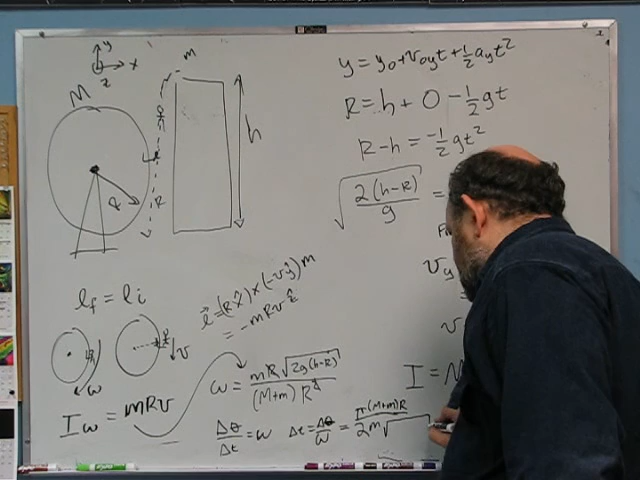 y
x
z
M
m
h
R
R
y = y₀ + v₀yt + ½ayt²
R = h + 0 − ½gt
R − h = −½gt²
√(2(h−R)/g) =
vy
v
I =
ℓf = ℓi
ℓ⃗ = (Rx̂) × (−vŷ)m
= −mRvẑ
R
v
ω
Iω = mRv
ω = mR√(2g(h−R)) / (M+m)R²
Δθ/Δt = ω Δt = Δθ/ω = π(M+m)R / 2m√